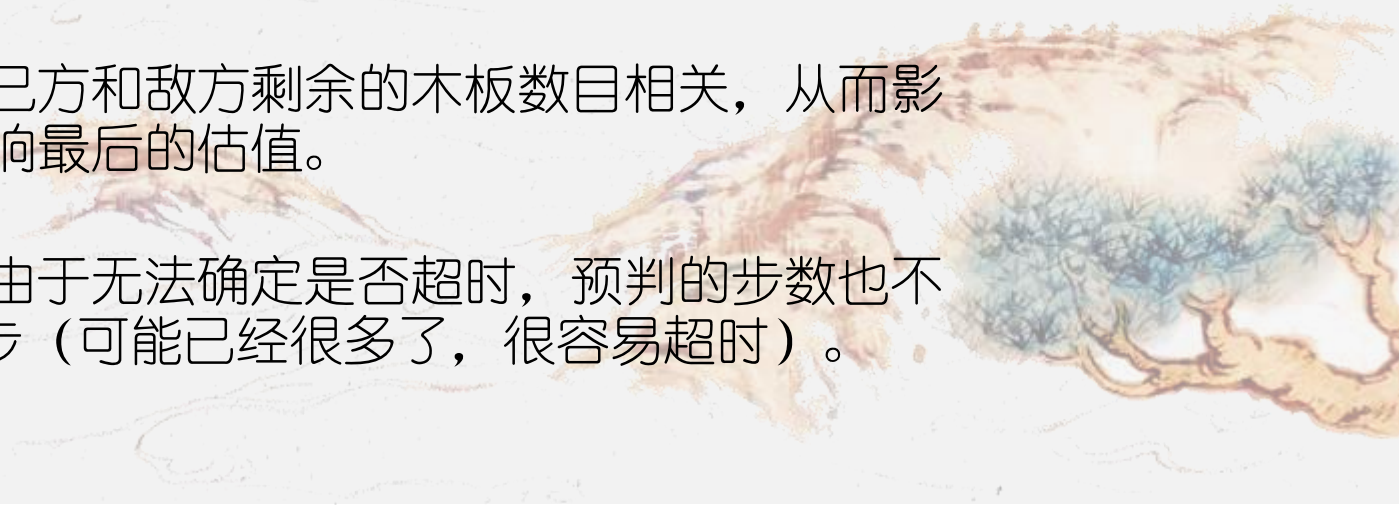 己方和敌方剩余的木板数目相关，从而影
响最后的估值。
由于无法确定是否超时，预判的步数也不
步（可能已经很多了，很容易超时）。